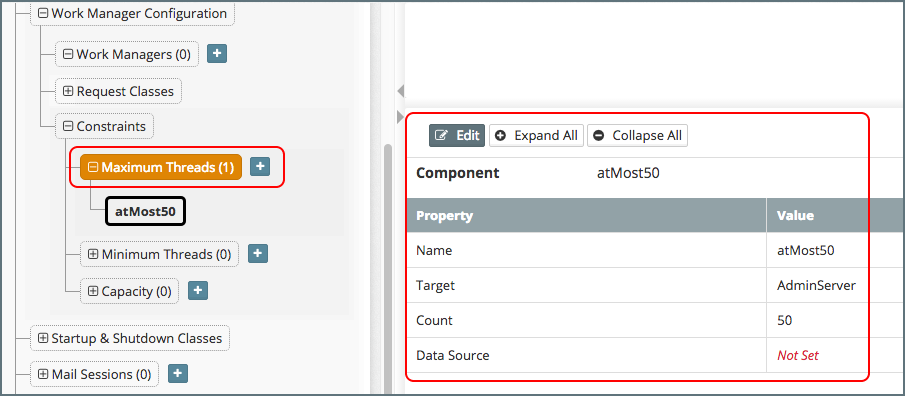 Work Manager Configuration
Work Managers (0)
Request Classes
Constraints
Maximum Threads (1)
atMost50
Minimum Threads (0)
Capacity (0)
Startup & Shutdown Classes
Mail Sessions (0)
Edit Expand All Collapse All
Component atMost50
Property Value
Name atMost50
Target AdminServer
Count 50
Data Source Not Set